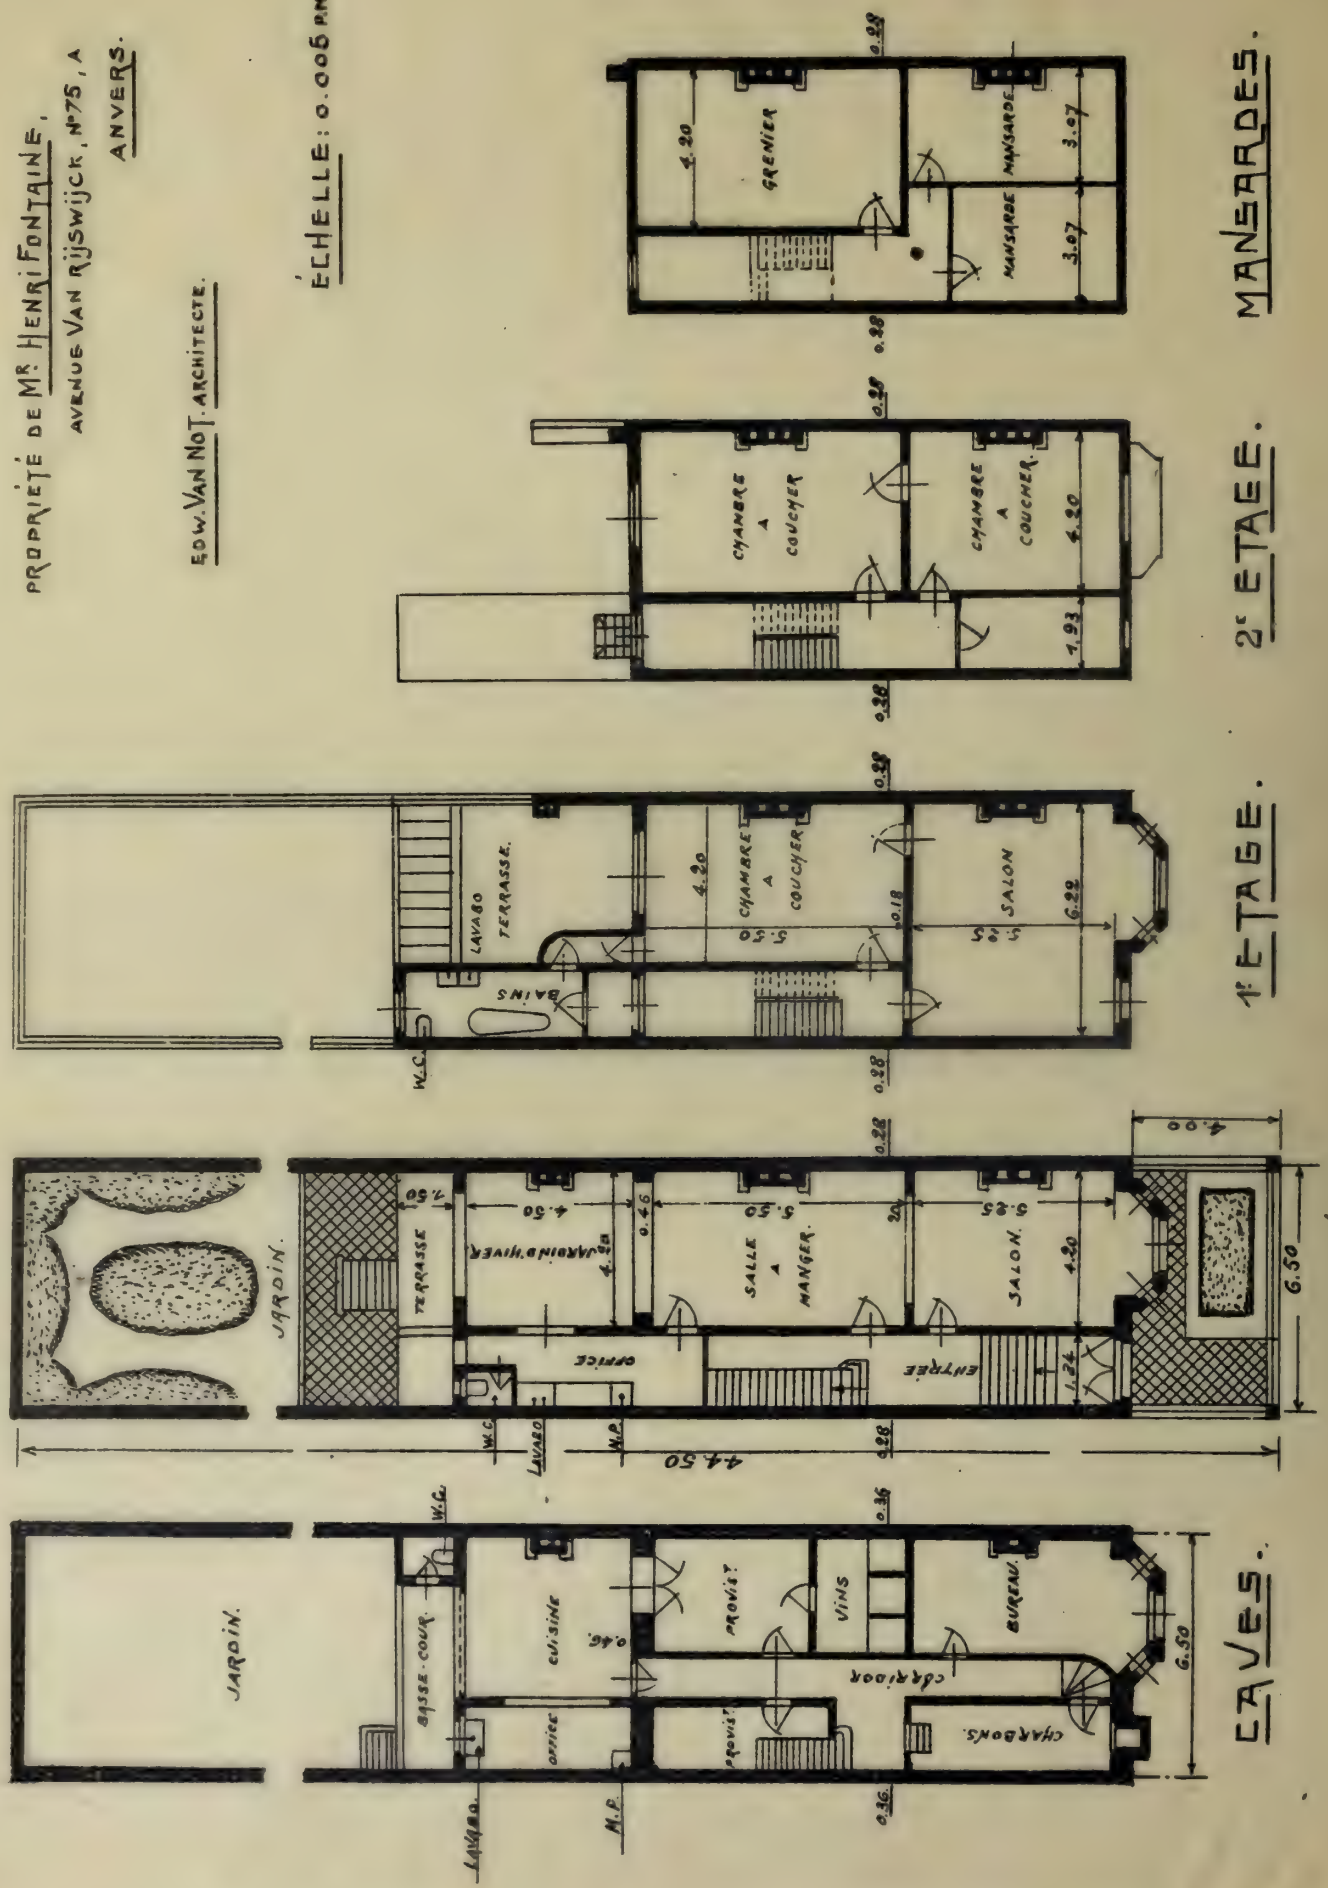 PROPRIÉTÉ DE MR HENRI FONTAINE,
AVENUE VAN RIJSWIJCK, Nº 75, A
ANVERS.
EDW. VAN NOT. ARCHITECTE.
ÉCHELLE: 0.005 P.M
JARDIN.
BASSE-COUR.
W.C.
LAVABO.
OFFICE
CUISINE
0.46.
M.P.
PROVIST
PROVIST
VINS
CORRIDOR
BUREAU.
CHARBONS.
0.36
0.36.
6.50
CAVES.
JARDIN.
TERRASSE
1.50
JARDIN D'HIVER
4.50
4.20
0.46
OFFICE
W.C.
LAVABO
M.P.
SALLE
A
MANGER.
5.50
20
SALON.
5.25
4.20
ENTRÉE
1.34
0.28
0.28
44.50
4.00
6.50
LAVABO
TERRASSE.
BAINS
W.C.
4.20
CHAMBRE
A
COUCHER
5.50
0.18
SALON
5.25
6.22
0.28
0.28
1R ETAGE.
CHAMBRE
A
COUCHER
CHAMBRE
A
COUCHER.
4.20
1.93
0.28
0.28
2E ETAEE.
4.20
GRENIER
MANSARDE
MANSARDE
3.07
3.07
0.28
0.28
MANSARDES.